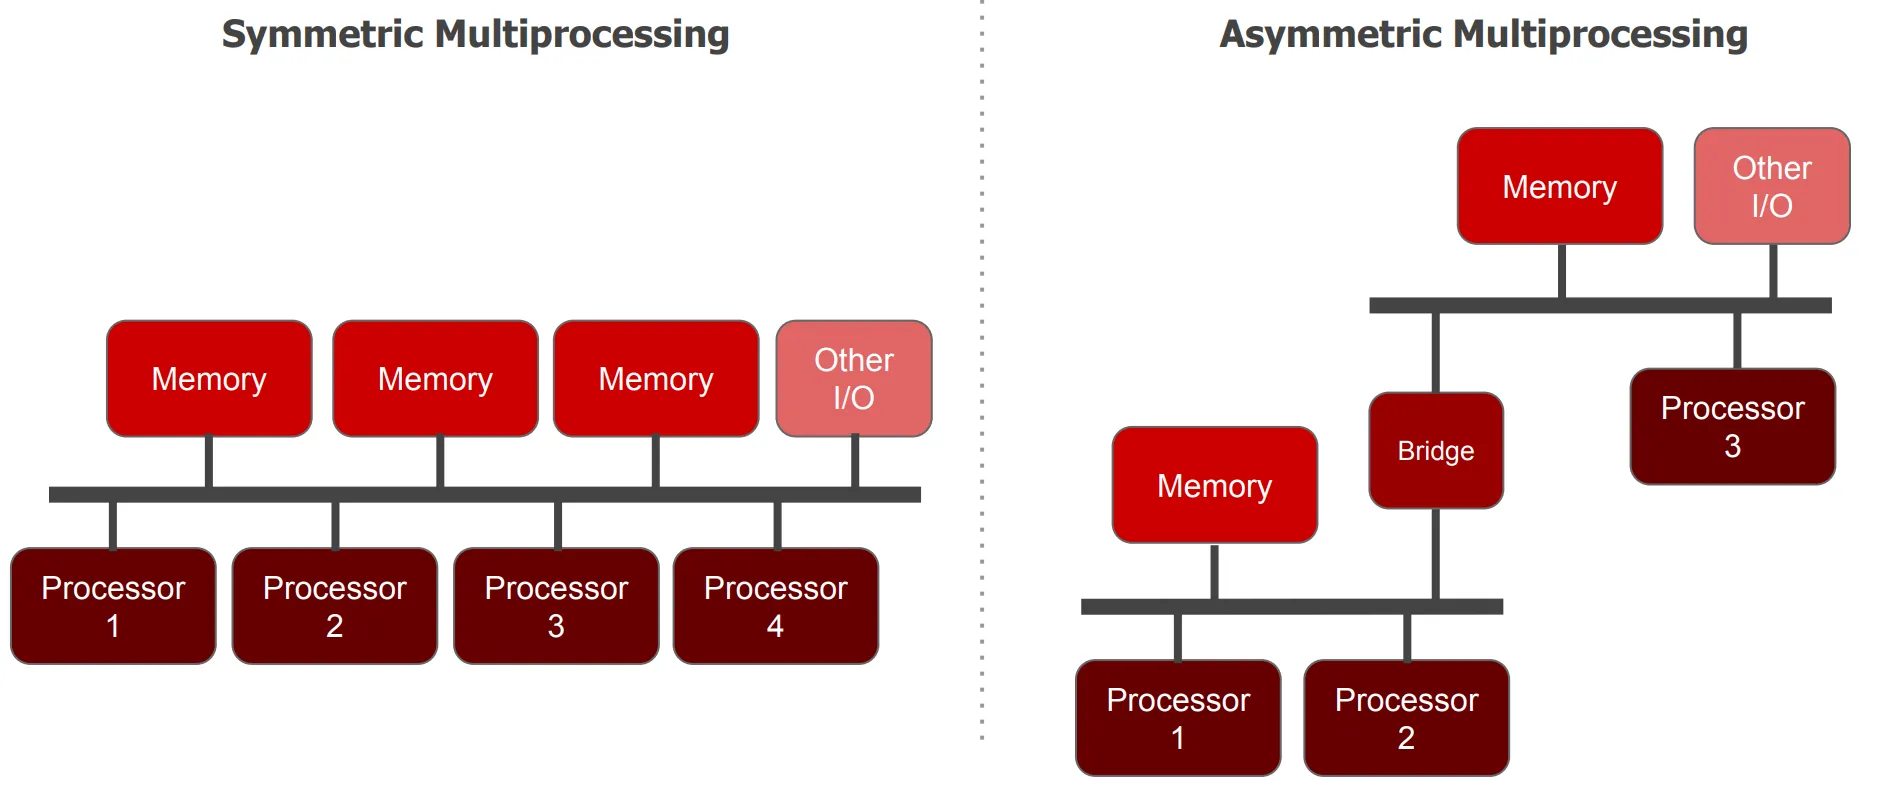 Symmetric Multiprocessing
Memory
Memory
Memory
Other
I/O
Processor
1
Processor
2
Processor
3
Processor
4
Asymmetric Multiprocessing
Memory
Other
I/O
Processor
3
Bridge
Memory
Processor
1
Processor
2